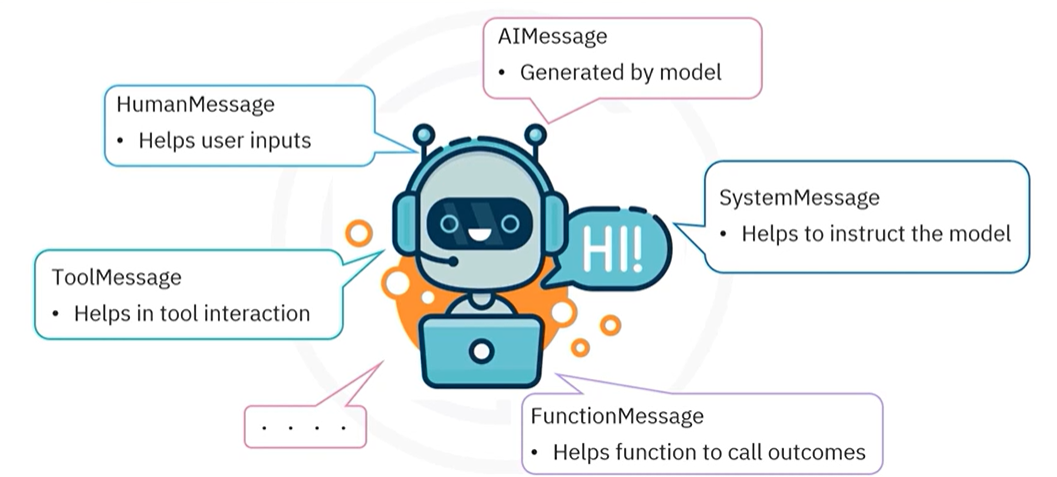 AIMessage
• Generated by model
HumanMessage
• Helps user inputs
SystemMessage
• Helps to instruct the model
HI!
ToolMessage
• Helps in tool interaction
. . . .
FunctionMessage
• Helps function to call outcomes